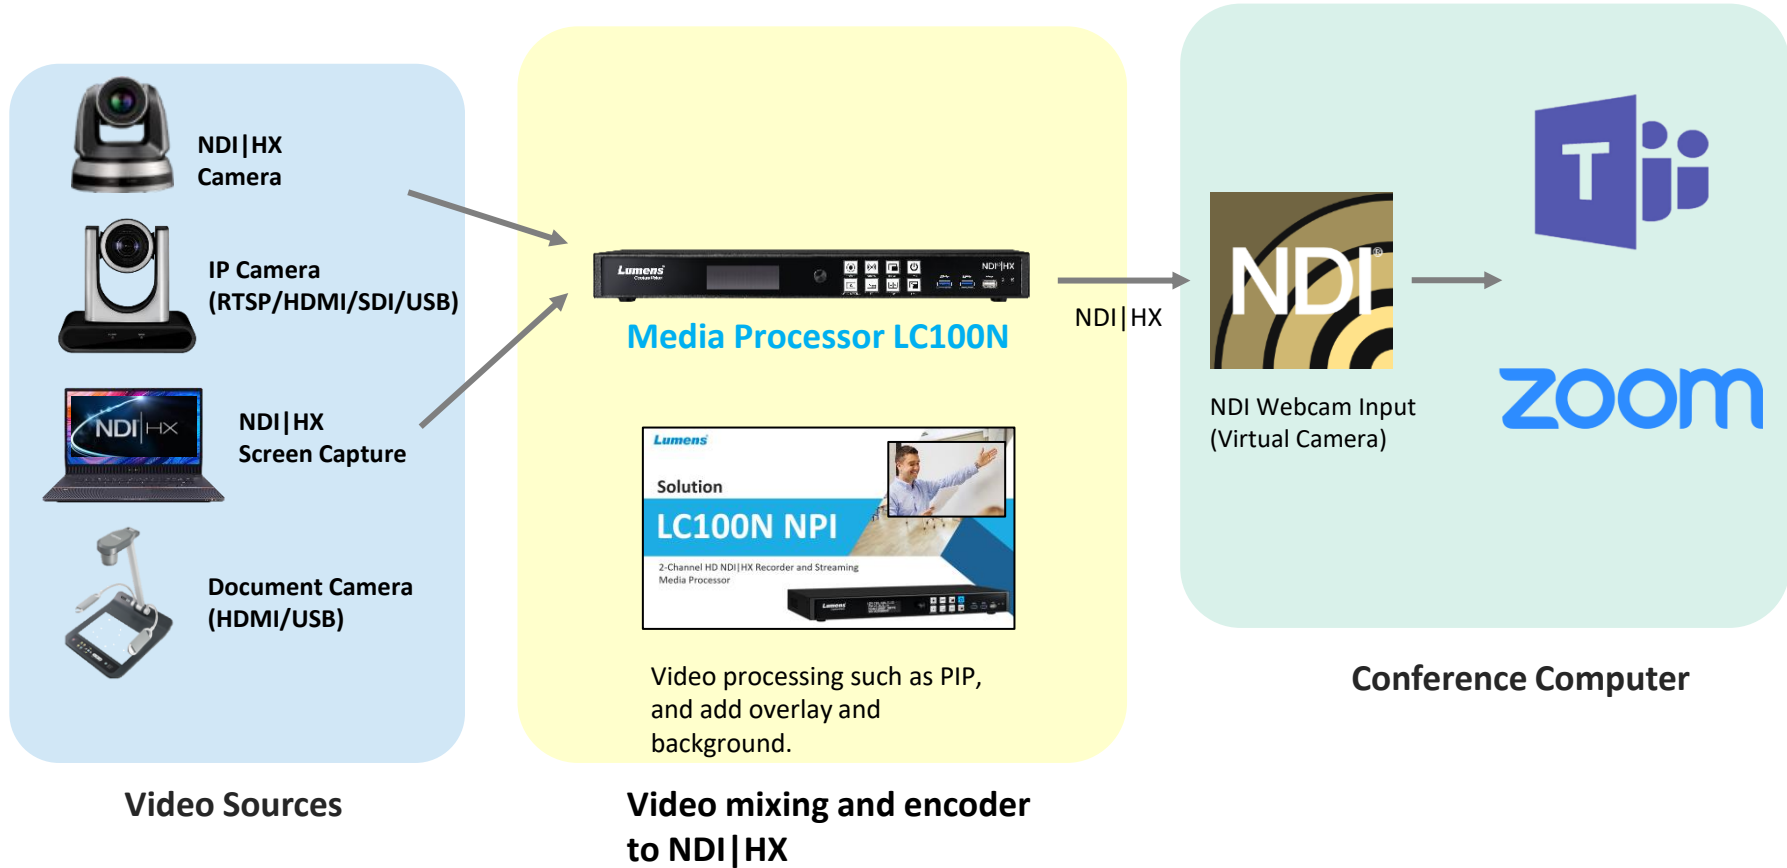 NDI|HX
Camera
IP Camera
(RTSP/HDMI/SDI/USB)
NDI|HX
NDI|HX
Screen Capture
Document Camera
(HDMI/USB)
Video Sources
Lumens
NDI|HX
Media Processor LC100N
Lumens
Solution
LC100N NPI
2-Channel HD NDI|HX Recorder and Streaming
Media Processor
Lumens
Video processing such as PIP,
and add overlay and
background.
Video mixing and encoder
to NDI|HX
NDI|HX
NDI®
NDI Webcam Input
(Virtual Camera)
T
zoom
Conference Computer